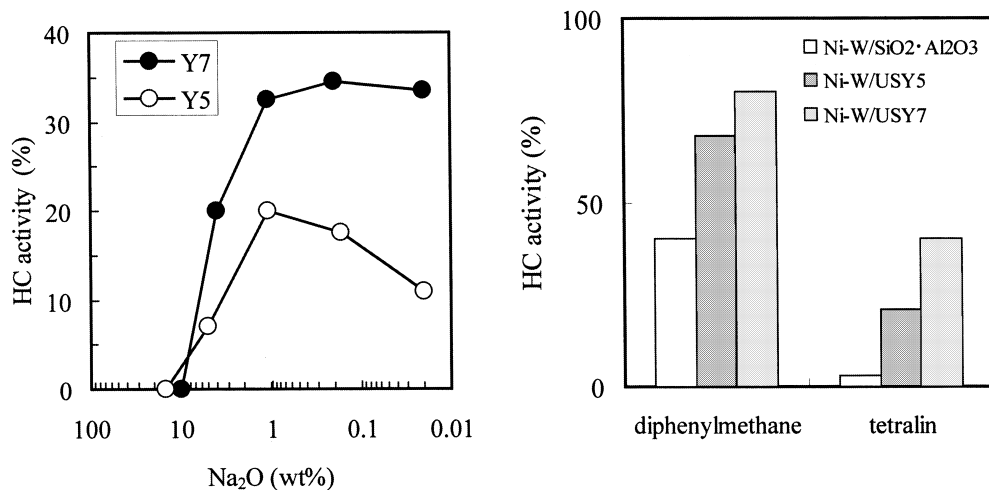 40
30
20
10
0
HC activity (%)
Y7
Y5
100 10 1 0.1 0.01
Na₂O (wt%)
100
50
0
HC activity (%)
Ni-W/SiO2・Al2O3
Ni-W/USY5
Ni-W/USY7
diphenylmethane tetralin